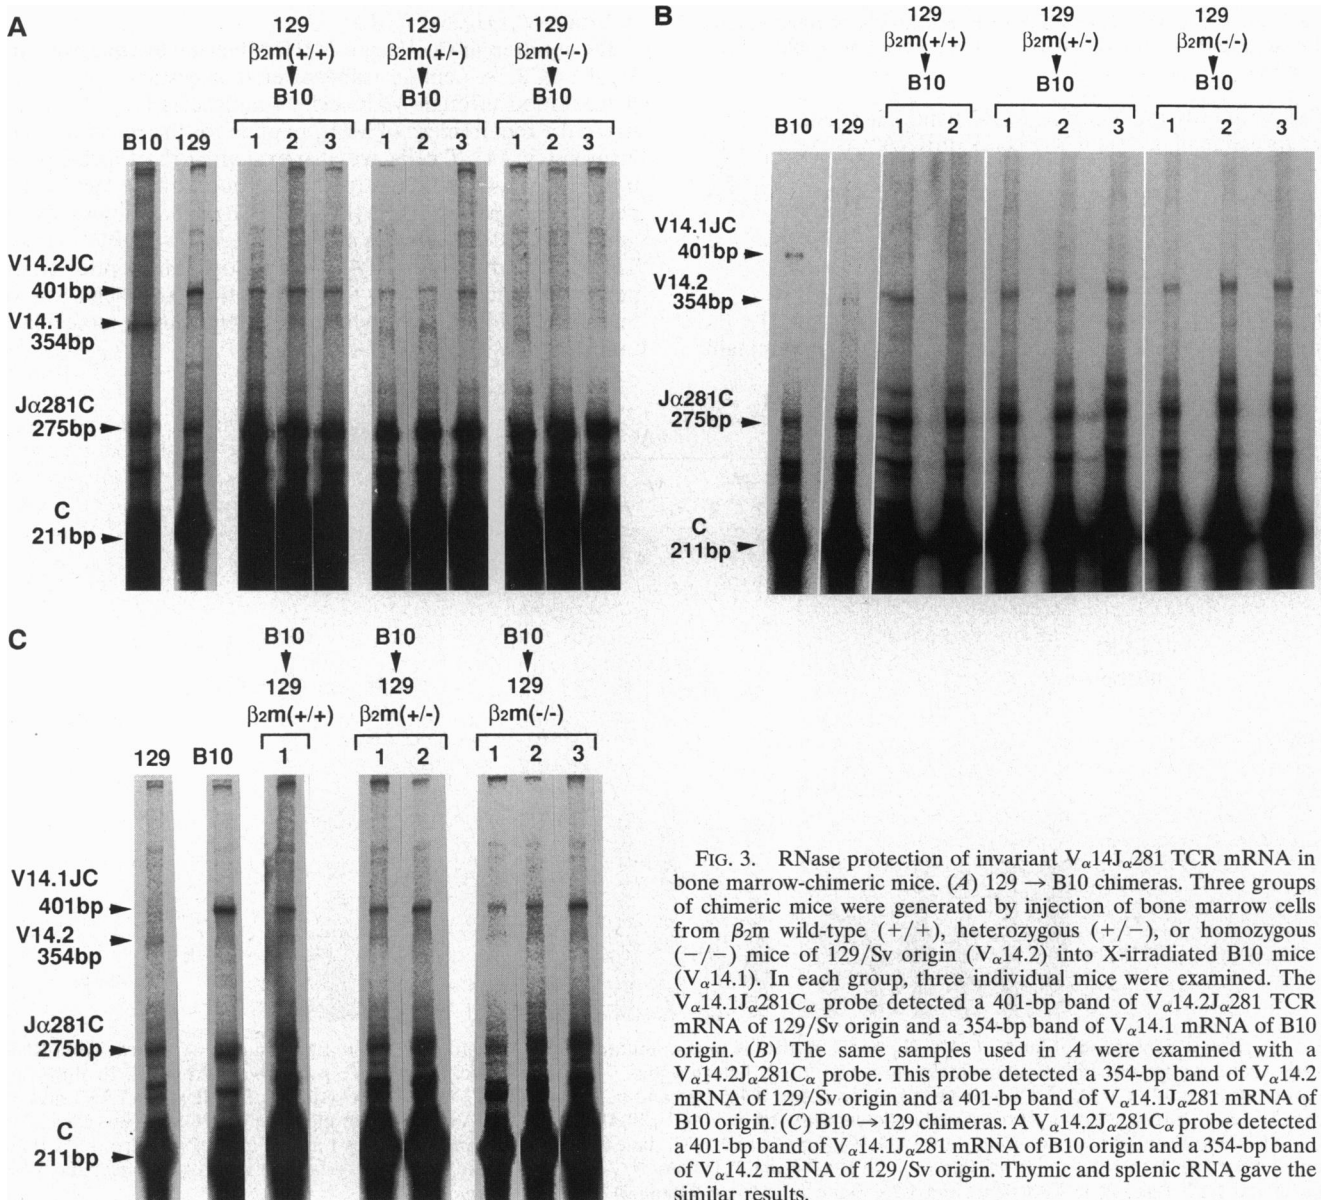 A
129
β2m(+/+)
B10
129
β2m(+/-)
B10
129
β2m(-/-)
B10
B10 129 1 2 3 1 2 3 1 2 3
V14.2JC
401bp
V14.1
354bp
Jα281C
275bp
C
211bp
B
129
β2m(+/+)
B10
129
β2m(+/-)
B10
129
β2m(-/-)
B10
B10 129 1 2 1 2 3 1 2 3
V14.1JC
401bp
V14.2
354bp
Jα281C
275bp
C
211bp
C
B10
129
β2m(+/+)
B10
129
β2m(+/-)
B10
129
β2m(-/-)
129 B10 1 1 2 1 2 3
V14.1JC
401bp
V14.2
354bp
Jα281C
275bp
C
211bp
FIG. 3. RNase protection of invariant Vα14Jα281 TCR mRNA in
bone marrow-chimeric mice. (A) 129 → B10 chimeras. Three groups
of chimeric mice were generated by injection of bone marrow cells
from β2m wild-type (+/+), heterozygous (+/−), or homozygous
(−/−) mice of 129/Sv origin (Vα14.2) into X-irradiated B10 mice
(Vα14.1). In each group, three individual mice were examined. The
Vα14.1Jα281Cα probe detected a 401-bp band of Vα14.2Jα281 TCR
mRNA of 129/Sv origin and a 354-bp band of Vα14.1 mRNA of B10
origin. (B) The same samples used in A were examined with a
Vα14.2Jα281Cα probe. This probe detected a 354-bp band of Vα14.2
mRNA of 129/Sv origin and a 401-bp band of Vα14.1Jα281 mRNA of
B10 origin. (C) B10 → 129 chimeras. A Vα14.2Jα281Cα probe detected
a 401-bp band of Vα14.1Jα281 mRNA of B10 origin and a 354-bp band
of Vα14.2 mRNA of 129/Sv origin. Thymic and splenic RNA gave the
similar results.